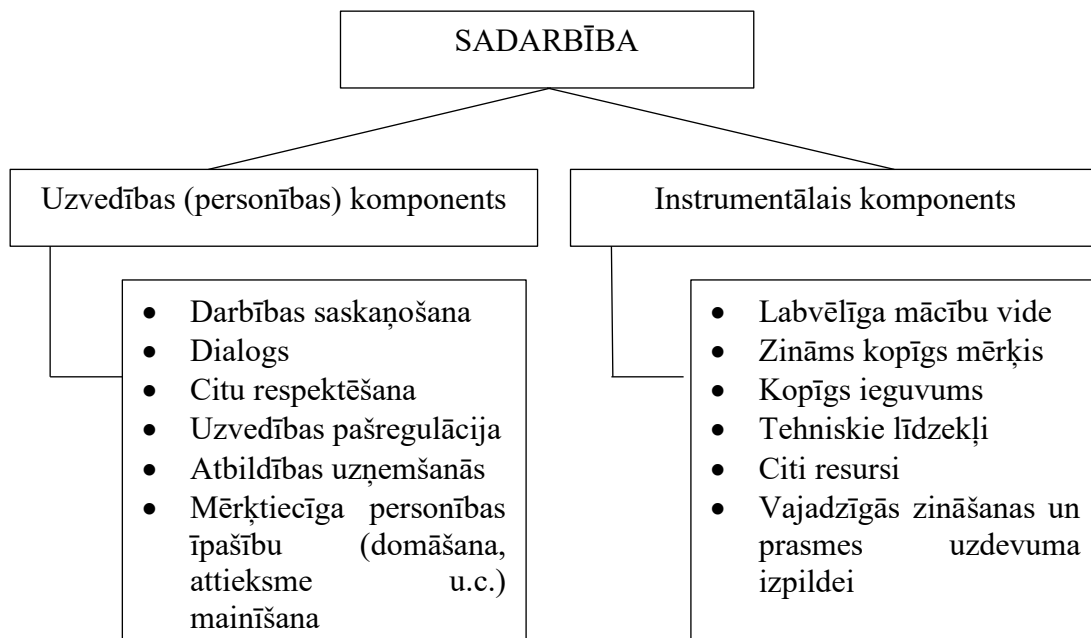 SADARBĪBA
Uzvedības (personības) komponents
Instrumentālais komponents
• Darbības saskaņošana
• Dialogs
• Citu respektēšana
• Uzvedības pašregulācija
• Atbildības uzņemšanās
• Mērķtiecīga personības
īpašību (domāšana,
attieksme u.c.)
mainīšana
• Labvēlīga mācību vide
• Zināms kopīgs mērķis
• Kopīgs ieguvums
• Tehniskie līdzekļi
• Citi resursi
• Vajadzīgās zināšanas un
prasmes uzdevuma
izpildei